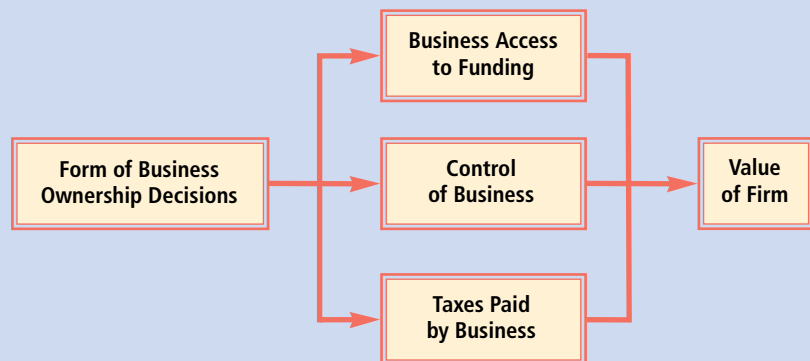 Business Access
to Funding
Form of Business
Ownership Decisions
Control
of Business
Value
of Firm
Taxes Paid
by Business